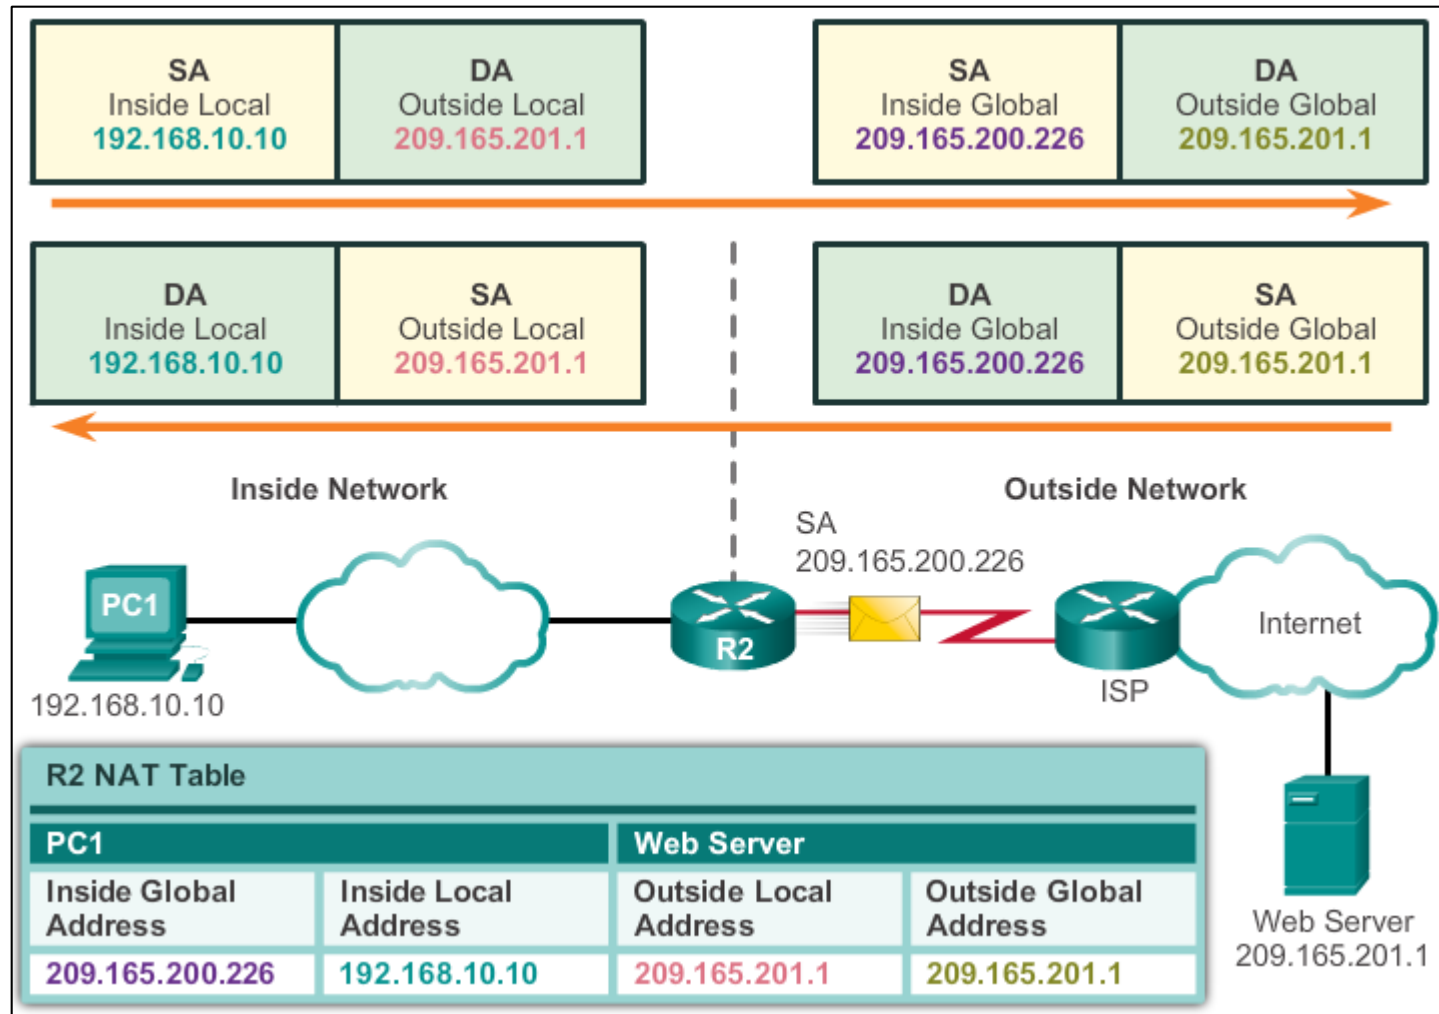 SA
Inside Local
192.168.10.10
DA
Outside Local
209.165.201.1
SA
Inside Global
209.165.200.226
DA
Outside Global
209.165.201.1
DA
Inside Local
192.168.10.10
SA
Outside Local
209.165.201.1
DA
Inside Global
209.165.200.226
SA
Outside Global
209.165.201.1
Inside Network
Outside Network
SA
209.165.200.226
PC1
192.168.10.10
R2
ISP
Internet
Web Server
209.165.201.1
R2 NAT Table
PC1
Web Server
Inside Global
Address
Inside Local
Address
Outside Local
Address
Outside Global
Address
209.165.200.226
192.168.10.10
209.165.201.1
209.165.201.1